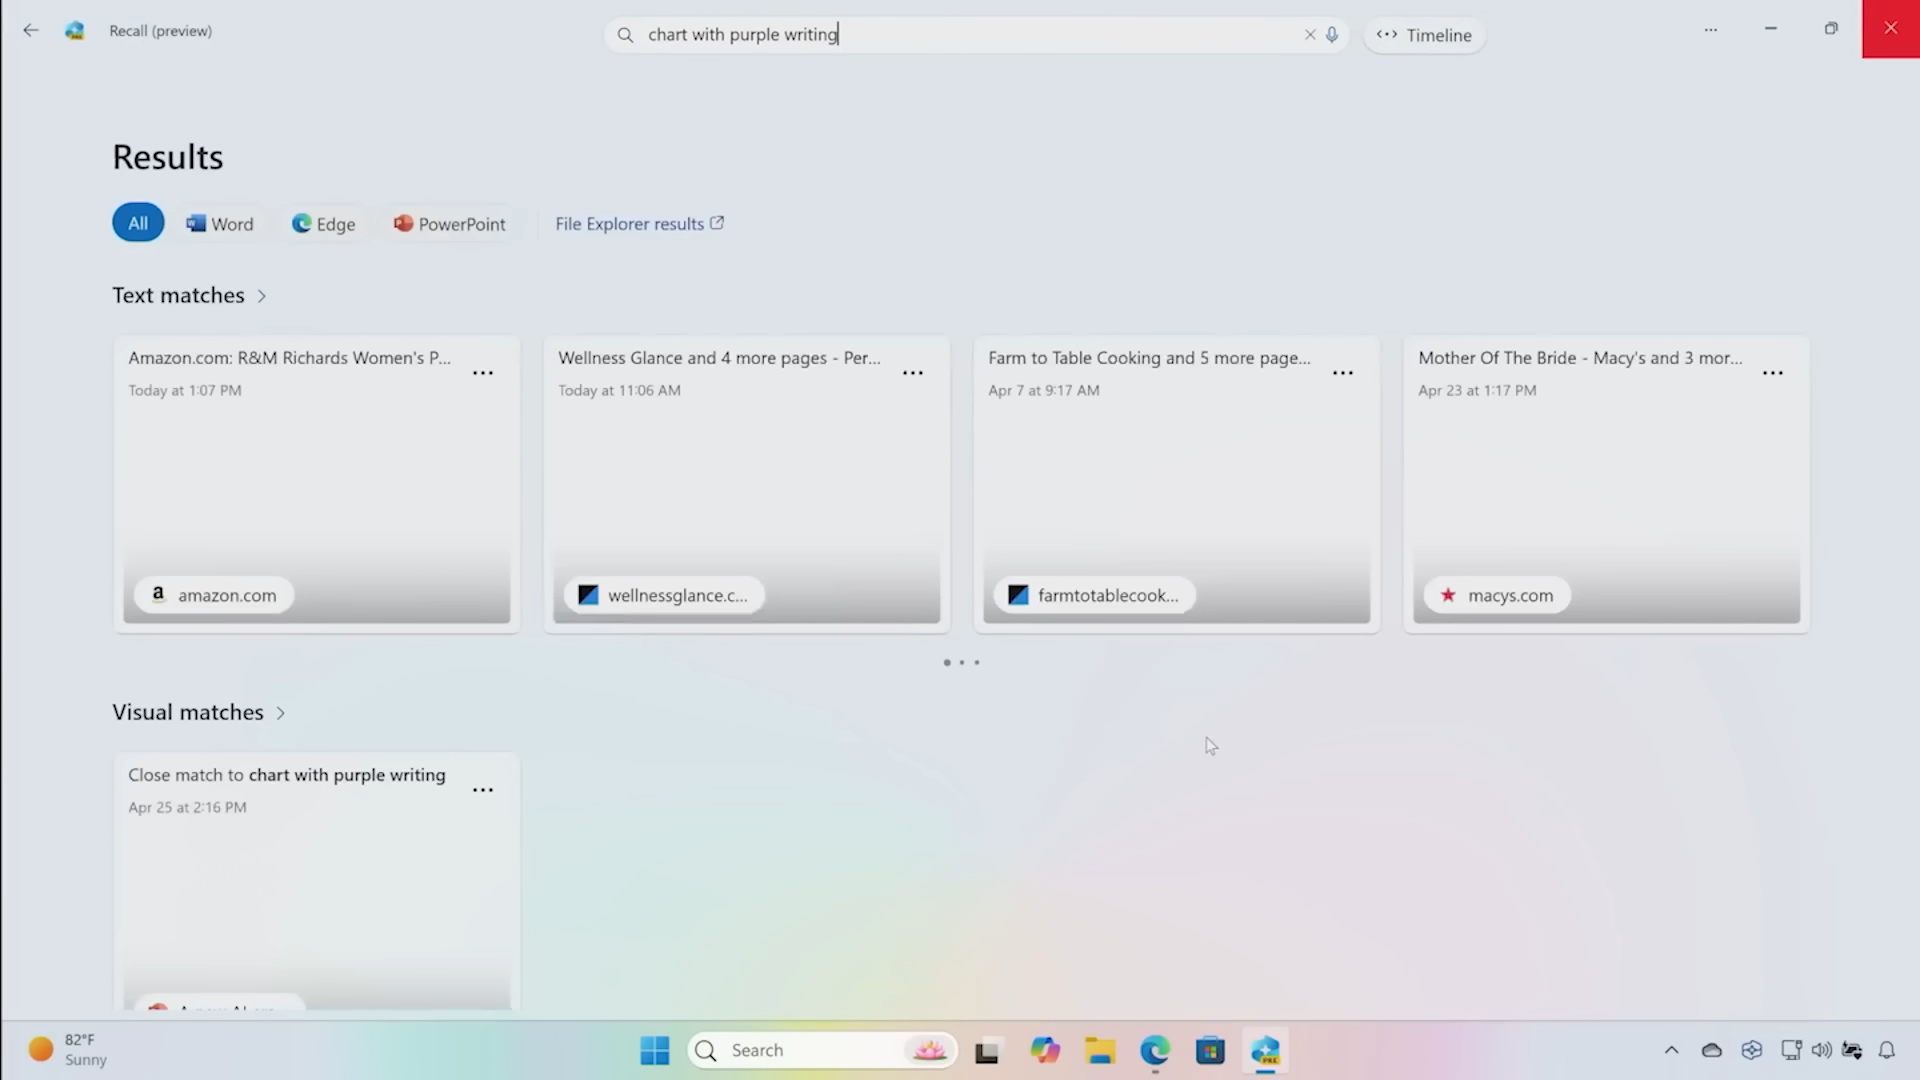 Recall (preview)
chart with purple writing
Timeline
Results
All
Word
Edge
PowerPoint
File Explorer results
Text matches
Amazon.com: R&M Richards Women's P...
Today at 1:07 PM
amazon.com
Wellness Glance and 4 more pages - Per...
Today at 11:06 AM
wellnessglance.c...
Farm to Table Cooking and 5 more page...
Apr 7 at 9:17 AM
farmtotablecook...
Mother Of The Bride - Macy's and 3 mor...
Apr 23 at 1:17 PM
macys.com
Visual matches
Close match to chart with purple writing
Apr 25 at 2:16 PM
82°F
Sunny
Search
PRE